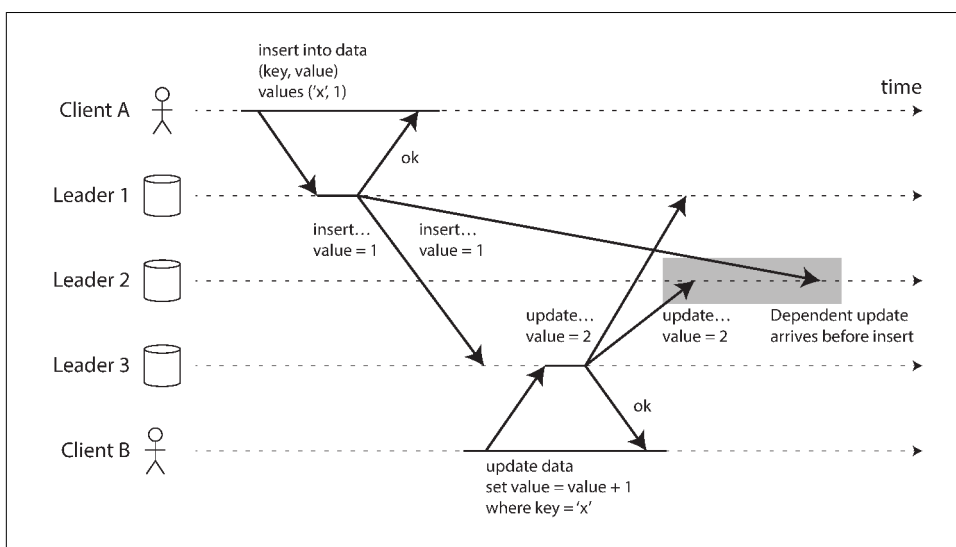 insert into data
(key, value)
values (‘x’, 1)
time
Client A
ok
Leader 1
insert…
value = 1
insert…
value = 1
Leader 2
update…
value = 2
update…
value = 2
Dependent update
arrives before insert
Leader 3
ok
Client B
update data
set value = value + 1
where key = ‘x’